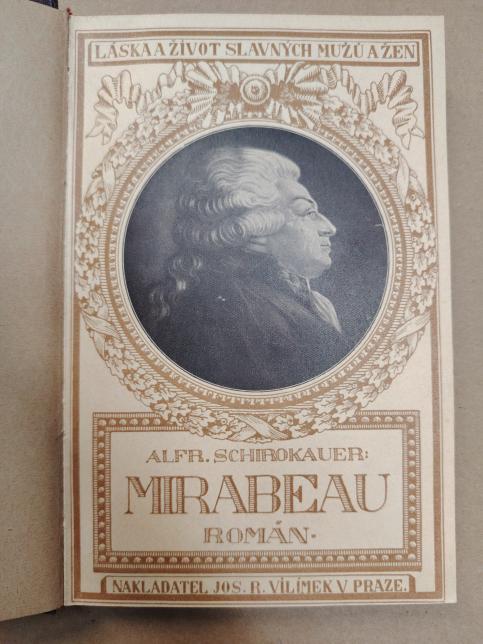 LÁSKA A ŽIVOT SLAVNÝCH MUŽŮ A ŽEN
ALFR. SCHIROKAUER:
MIRABEAU
ROMÁN.
NAKLADATEL JOS. R. VILÍMEK V PRAZE.